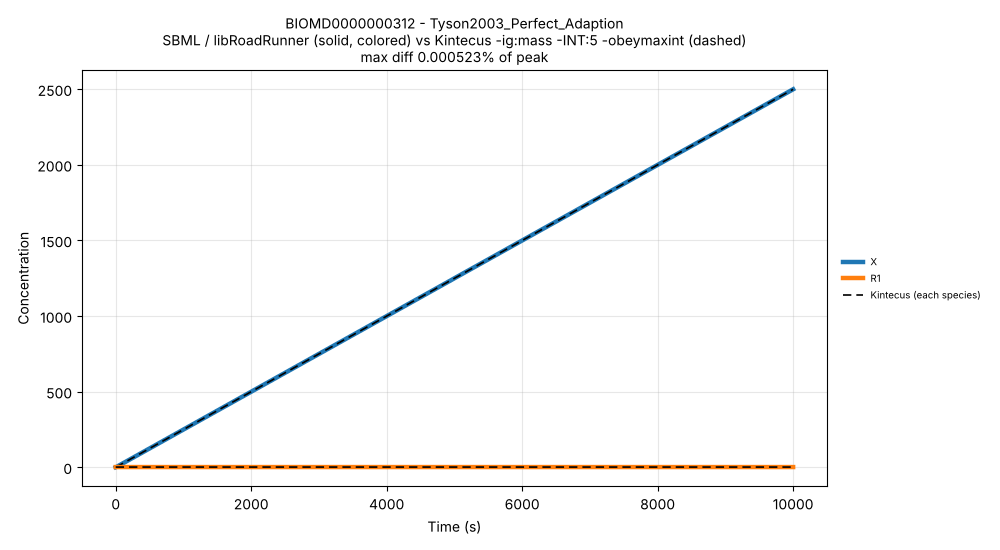 BIOMD0000000312 - Tyson2003_Perfect_Adaption
SBML / libRoadRunner (solid, colored) vs Kintecus -ig:mass -INT:5 -obeymaxint (dashed)
max diff 0.000523% of peak
Concentration
2500
2000
1500
1000
500
0
0
2000
4000
6000
8000
10000
Time (s)
X
R1
Kintecus (each species)